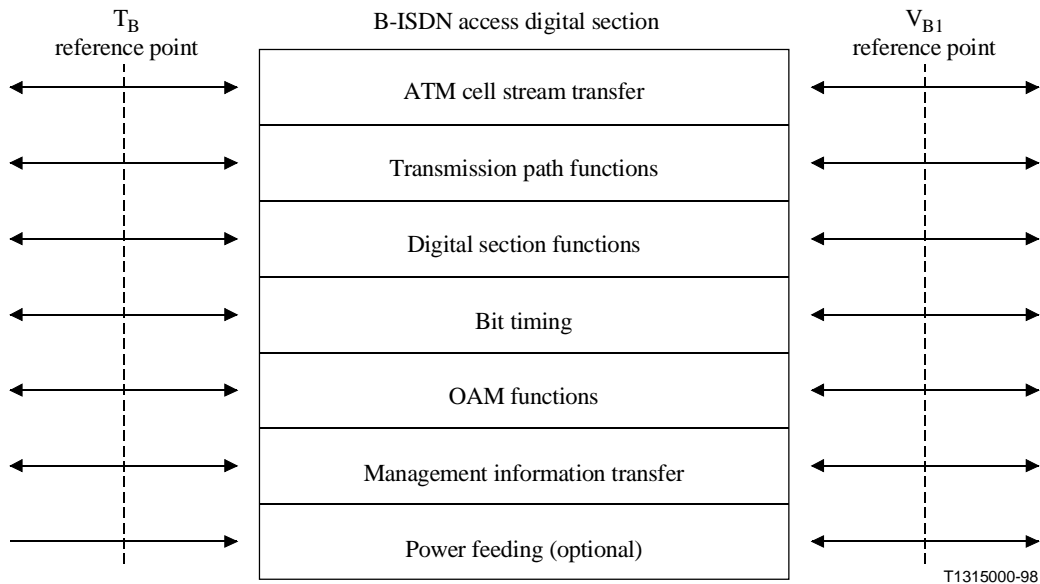 T_B
reference point
B-ISDN access digital section
V_B1
reference point
ATM cell stream transfer
Transmission path functions
Digital section functions
Bit timing
OAM functions
Management information transfer
Power feeding (optional)
T1315000-98